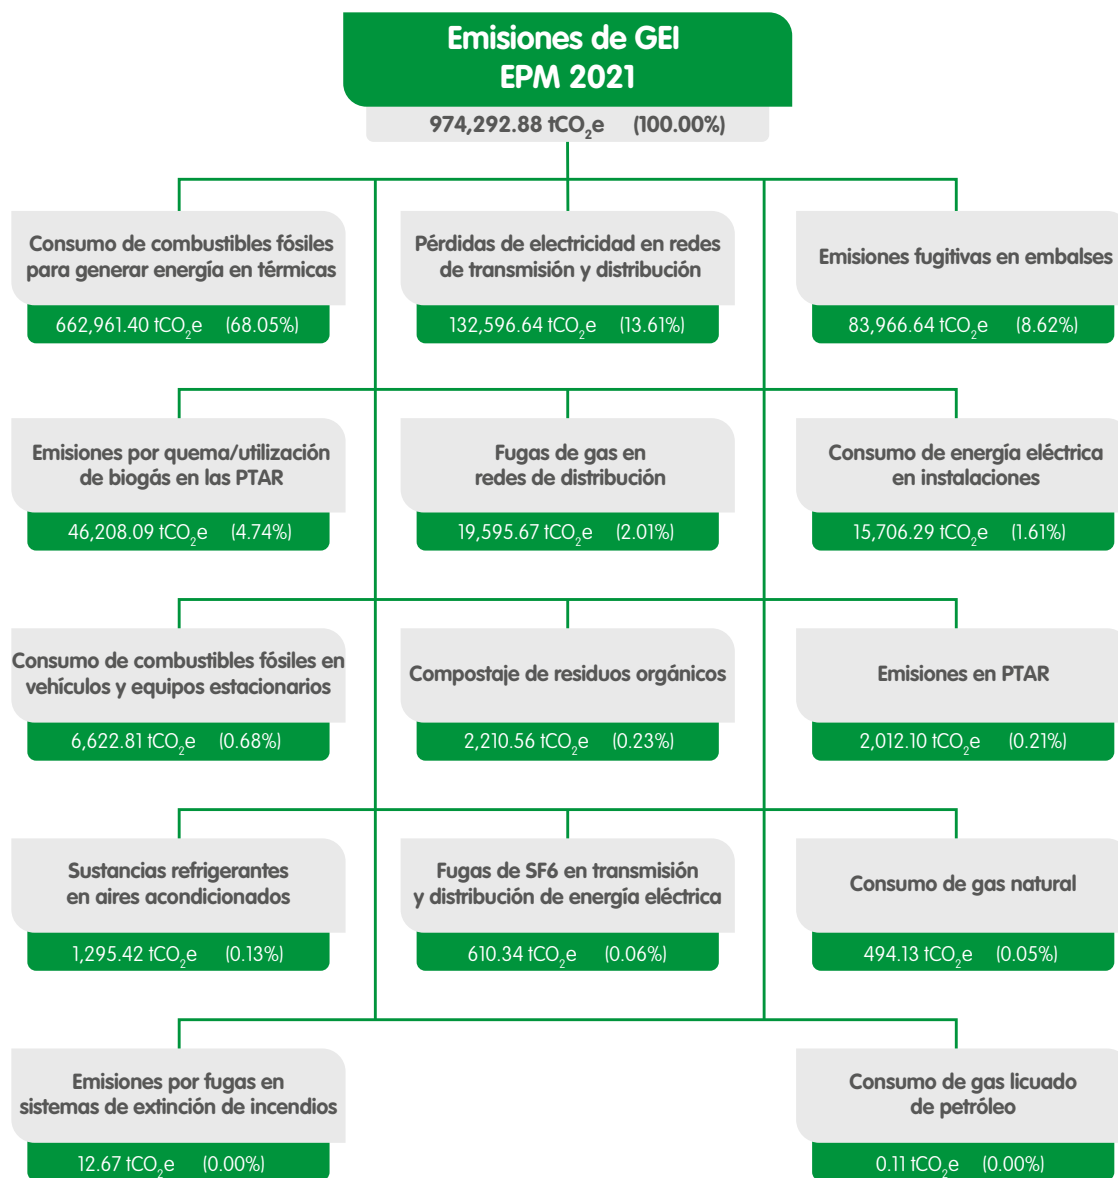 Emisiones de GEI
EPM 2021
974,292.88 tCO₂e (100.00%)
Consumo de combustibles fósiles
para generar energía en térmicas
662,961.40 tCO₂e (68.05%)
Pérdidas de electricidad en redes
de transmisión y distribución
132,596.64 tCO₂e (13.61%)
Emisiones fugitivas en embalses
83,966.64 tCO₂e (8.62%)
Emisiones por quema/utilización
de biogás en las PTAR
46,208.09 tCO₂e (4.74%)
Fugas de gas en
redes de distribución
19,595.67 tCO₂e (2.01%)
Consumo de energía eléctrica
en instalaciones
15,706.29 tCO₂e (1.61%)
Consumo de combustibles fósiles en
vehículos y equipos estacionarios
6,622.81 tCO₂e (0.68%)
Compostaje de residuos orgánicos
2,210.56 tCO₂e (0.23%)
Emisiones en PTAR
2,012.10 tCO₂e (0.21%)
Sustancias refrigerantes
en aires acondicionados
1,295.42 tCO₂e (0.13%)
Fugas de SF6 en transmisión
y distribución de energía eléctrica
610.34 tCO₂e (0.06%)
Consumo de gas natural
494.13 tCO₂e (0.05%)
Emisiones por fugas en
sistemas de extinción de incendios
12.67 tCO₂e (0.00%)
Consumo de gas licuado
de petróleo
0.11 tCO₂e (0.00%)